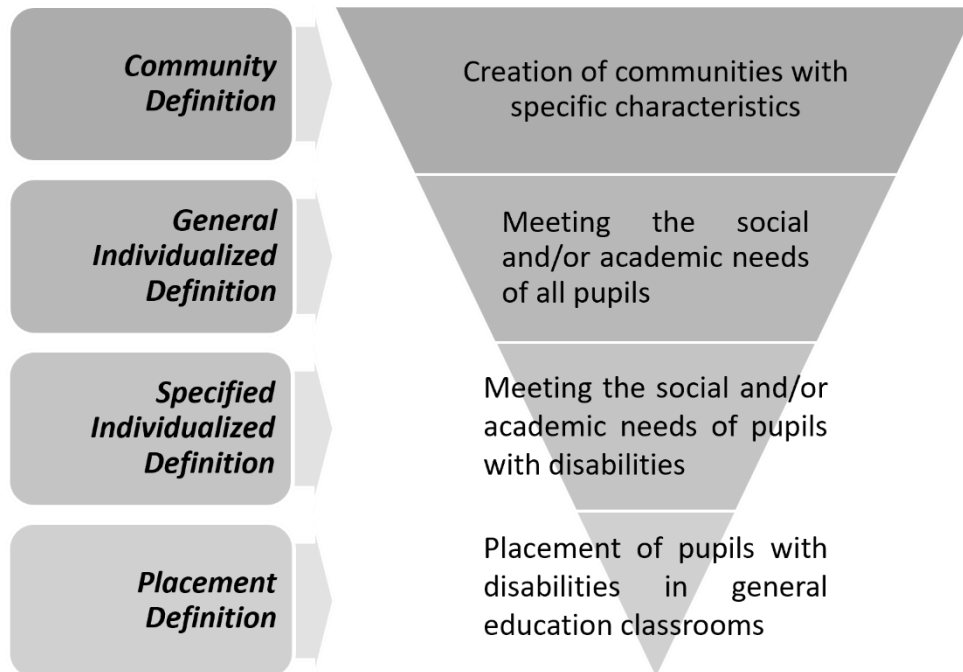 Community
Definition
Creation of communities with
specific characteristics
General
Individualized
Definition
Meeting the social
and/or academic needs
of all pupils
Specified
Individualized
Definition
Meeting the social and/or
academic needs of pupils
with disabilities
Placement
Definition
Placement of pupils with
disabilities in general
education classrooms